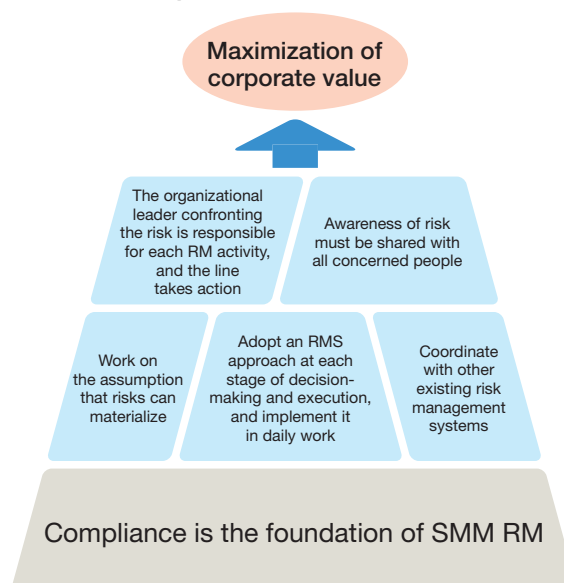 Maximization of
corporate value
The organizational
leader confronting
the risk is responsible
for each RM activity,
and the line
takes action
Awareness of risk
must be shared with
all concerned people
Work on
the assumption
that risks can
materialize
Adopt an RMS
approach at each
stage of decision-
making and execution,
and implement it
in daily work
Coordinate
with other
existing risk
management
systems
Compliance is the foundation of SMM RM